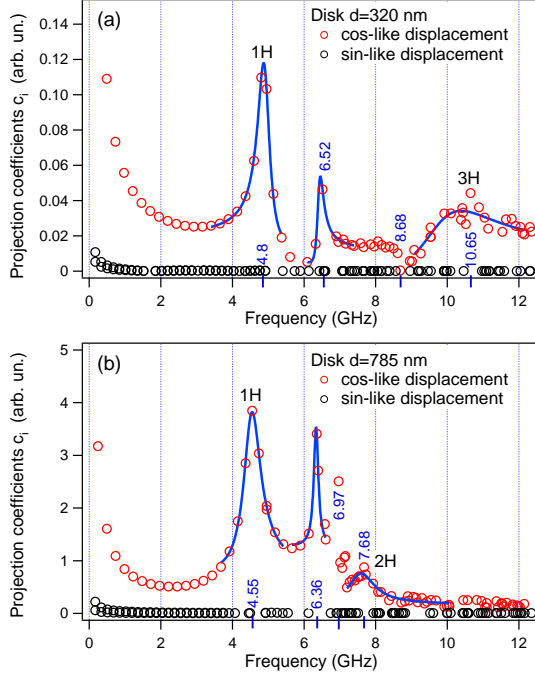 (a)
Disk d=320 nm
cos-like displacement
sin-like displacement
Projection coefficients c_i (arb. un.)
0.14
0.12
0.10
0.08
0.06
0.04
0.02
0
1H
6.52
3H
4.8
8.68
10.65
0 2 4 6 8 10 12
Frequency (GHz)
(b)
Disk d=785 nm
cos-like displacement
sin-like displacement
Projection coefficients c_i (arb. un.)
5
4
3
2
1
0
1H
6.97
7.68
2H
4.55
6.36
0 2 4 6 8 10 12
Frequency (GHz)